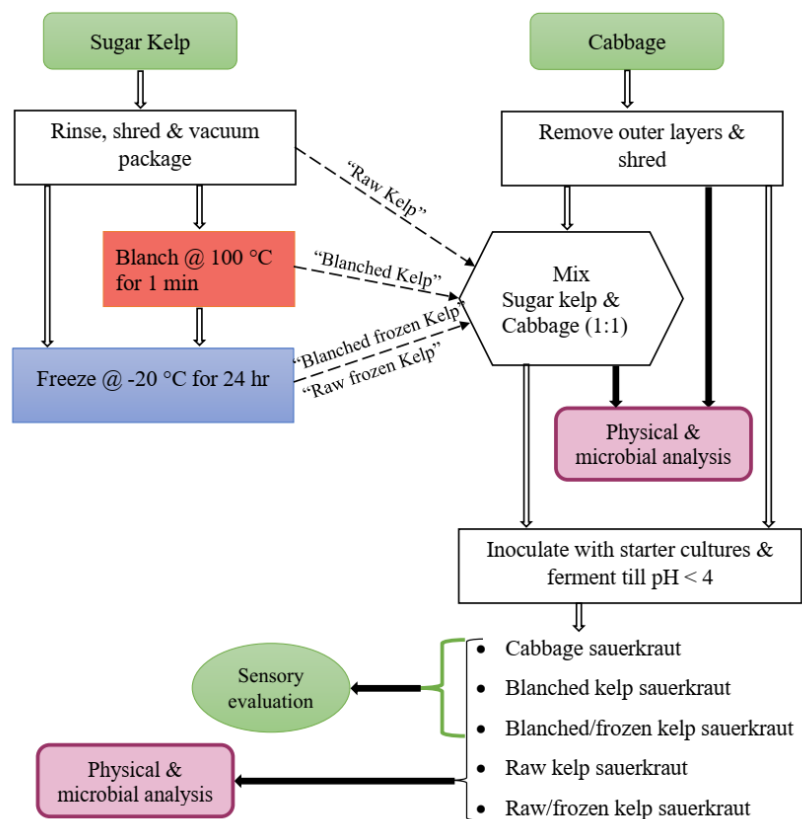 Sugar Kelp
Cabbage
Rinse, shred & vacuum
package
Remove outer layers &
shred
“Raw Kelp”
Blanch @ 100 °C
for 1 min
“Blanched Kelp”
Mix
Sugar kelp &
Cabbage (1:1)
“Blanched frozen Kelp”
“Raw frozen Kelp”
Freeze @ -20 °C for 24 hr
Physical &
microbial analysis
Inoculate with starter cultures &
ferment till pH < 4
• Cabbage sauerkraut
• Blanched kelp sauerkraut
• Blanched/frozen kelp sauerkraut
• Raw kelp sauerkraut
• Raw/frozen kelp sauerkraut
Sensory
evaluation
Physical &
microbial analysis